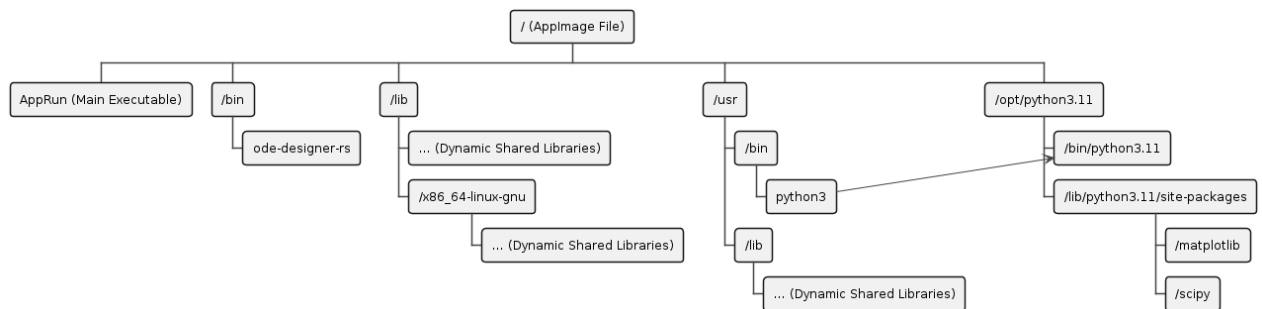 / (AppImage File)
AppRun (Main Executable)
/bin
/lib
/usr
/opt/python3.11
ode-designer-rs
... (Dynamic Shared Libraries)
/bin
/bin/python3.11
/x86_64-linux-gnu
python3
/lib/python3.11/site-packages
... (Dynamic Shared Libraries)
/lib
/matplotlib
... (Dynamic Shared Libraries)
/scipy